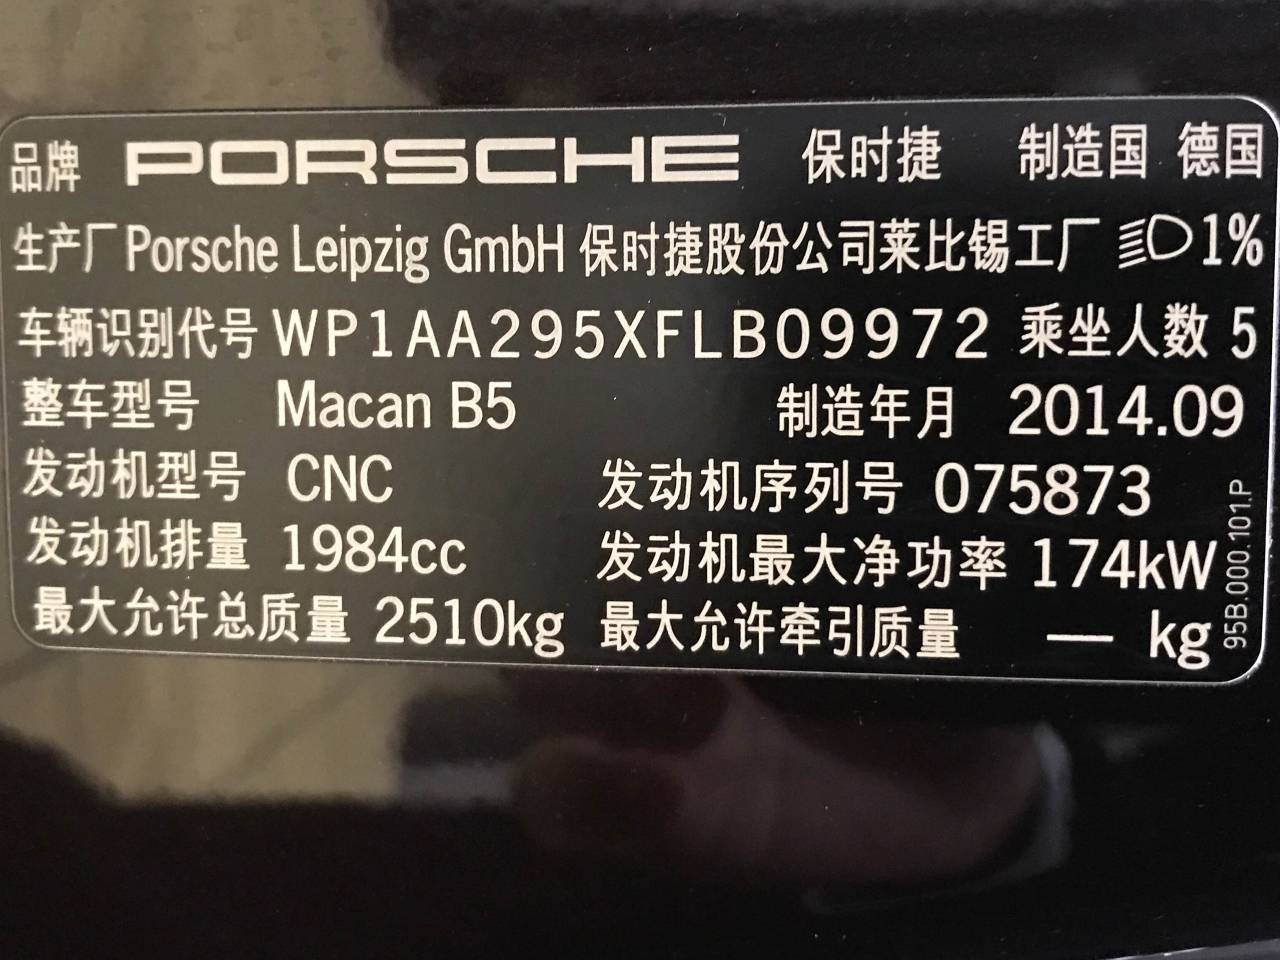 品牌 PORSCHE 保时捷 制造国 德国
生产厂 Porsche Leipzig GmbH 保时捷股份公司莱比锡工厂 1%
车辆识别代号 WP1AA295XFLB09972 乘坐人数 5
整车型号 Macan B5 制造年月 2014.09
发动机型号 CNC 发动机序列号 075873
发动机排量 1984cc 发动机最大净功率 174kW
最大允许总质量 2510kg 最大允许牵引质量 — kg
95B.000.101.P